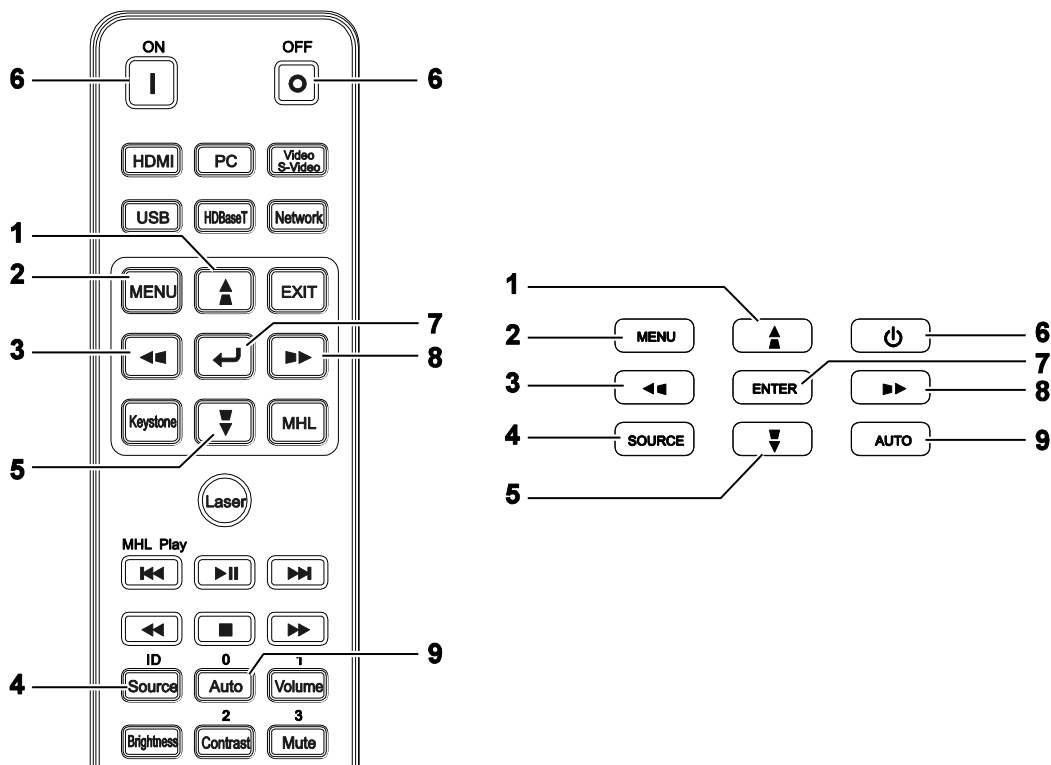 ON OFF
6 6
HDMI PC Video
S-Video
USB HDBaseT Network
1
2 MENU EXIT
3 7
8
Keystone MHL
5
Laser
MHL Play
ID 0 1
9
4 Source Auto Volume
2 3
Brightness Contrast Mute
1
2 MENU 6
7
3 ENTER 8
4 SOURCE AUTO 9
5